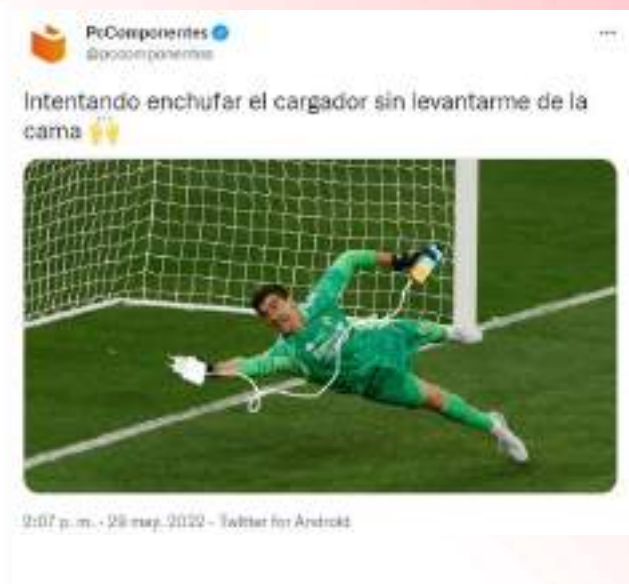 PcComponentes
@pccomponentes
Intentando enchufar el cargador sin levantarme de la
cama 🙌
2:07 p. m. · 29 may. 2022 · Twitter for Android